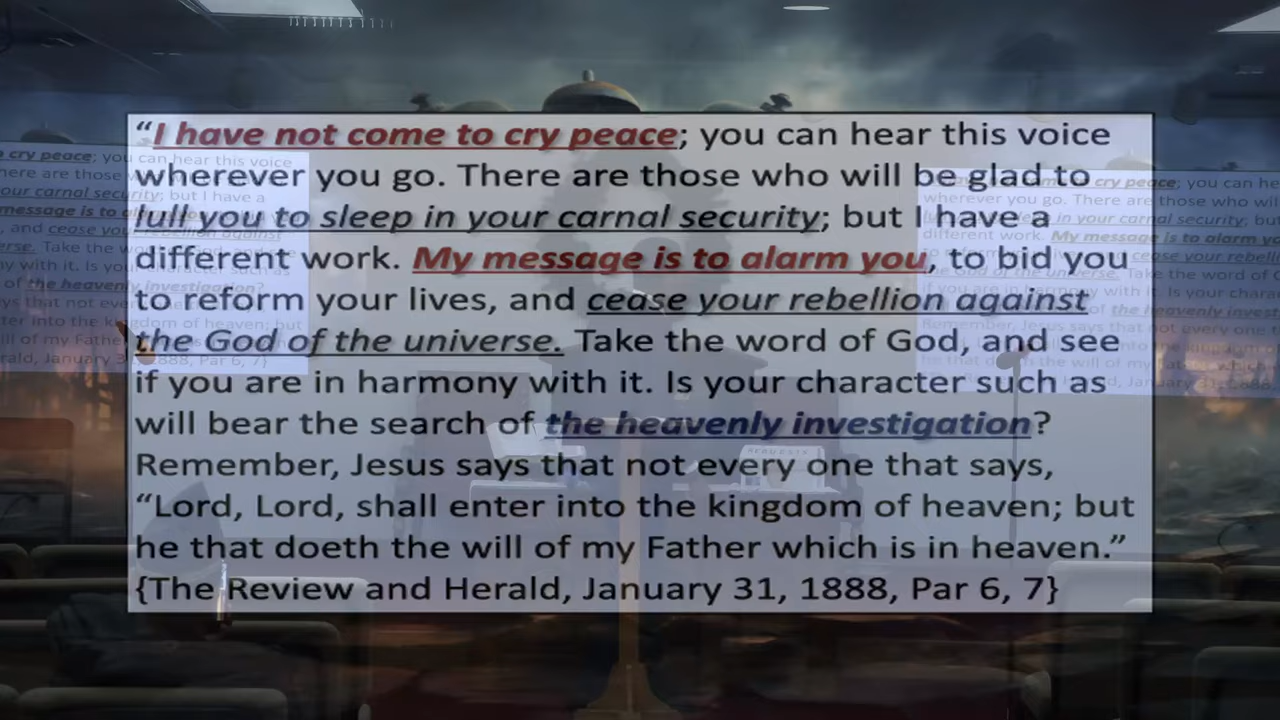 “I have not come to cry peace; you can hear this voice
wherever you go. There are those who will be glad to
lull you to sleep in your carnal security; but I have a
different work. My message is to alarm you, to bid you
to reform your lives, and cease your rebellion against
the God of the universe. Take the word of God, and see
if you are in harmony with it. Is your character such as
will bear the search of the heavenly investigation?
Remember, Jesus says that not every one that says,
“Lord, Lord, shall enter into the kingdom of heaven; but
he that doeth the will of my Father which is in heaven.”
{The Review and Herald, January 31, 1888, Par 6, 7}